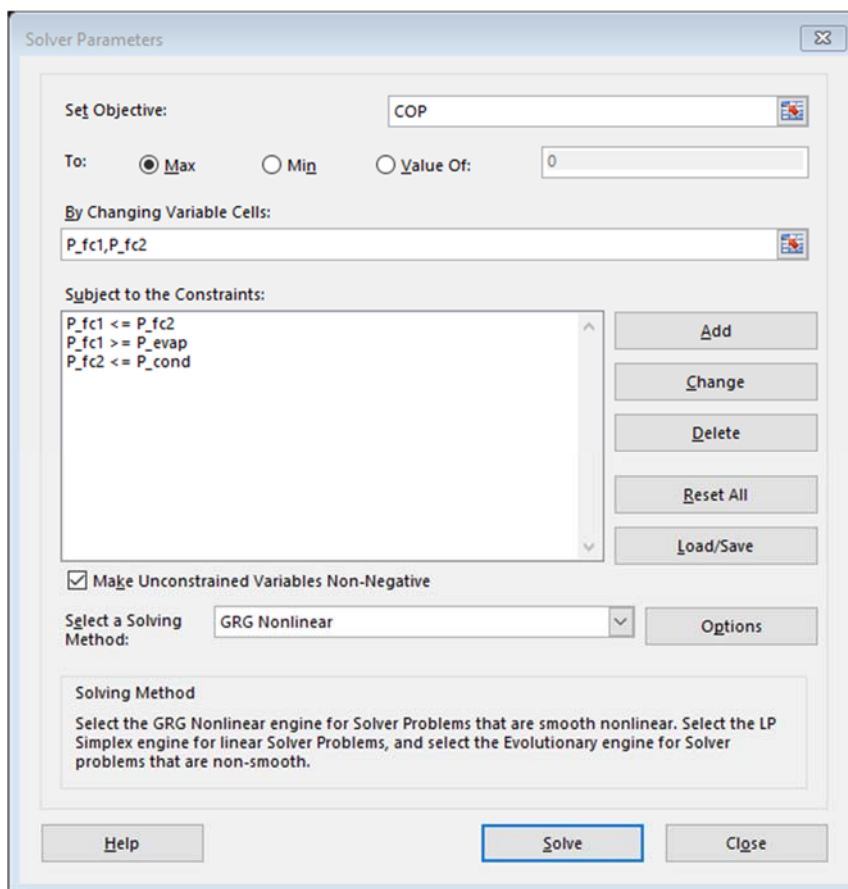 Solver Parameters
Set Objective:
COP
To:
Max
Min
Value Of:
0
By Changing Variable Cells:
P_fc1,P_fc2
Subject to the Constraints:
P_fc1 <= P_fc2
P_fc1 >= P_evap
P_fc2 <= P_cond
Add
Change
Delete
Reset All
Load/Save
Make Unconstrained Variables Non-Negative
Select a Solving
Method:
GRG Nonlinear
Options
Solving Method
Select the GRG Nonlinear engine for Solver Problems that are smooth nonlinear. Select the LP
Simplex engine for linear Solver Problems, and select the Evolutionary engine for Solver
problems that are non-smooth.
Help
Solve
Close